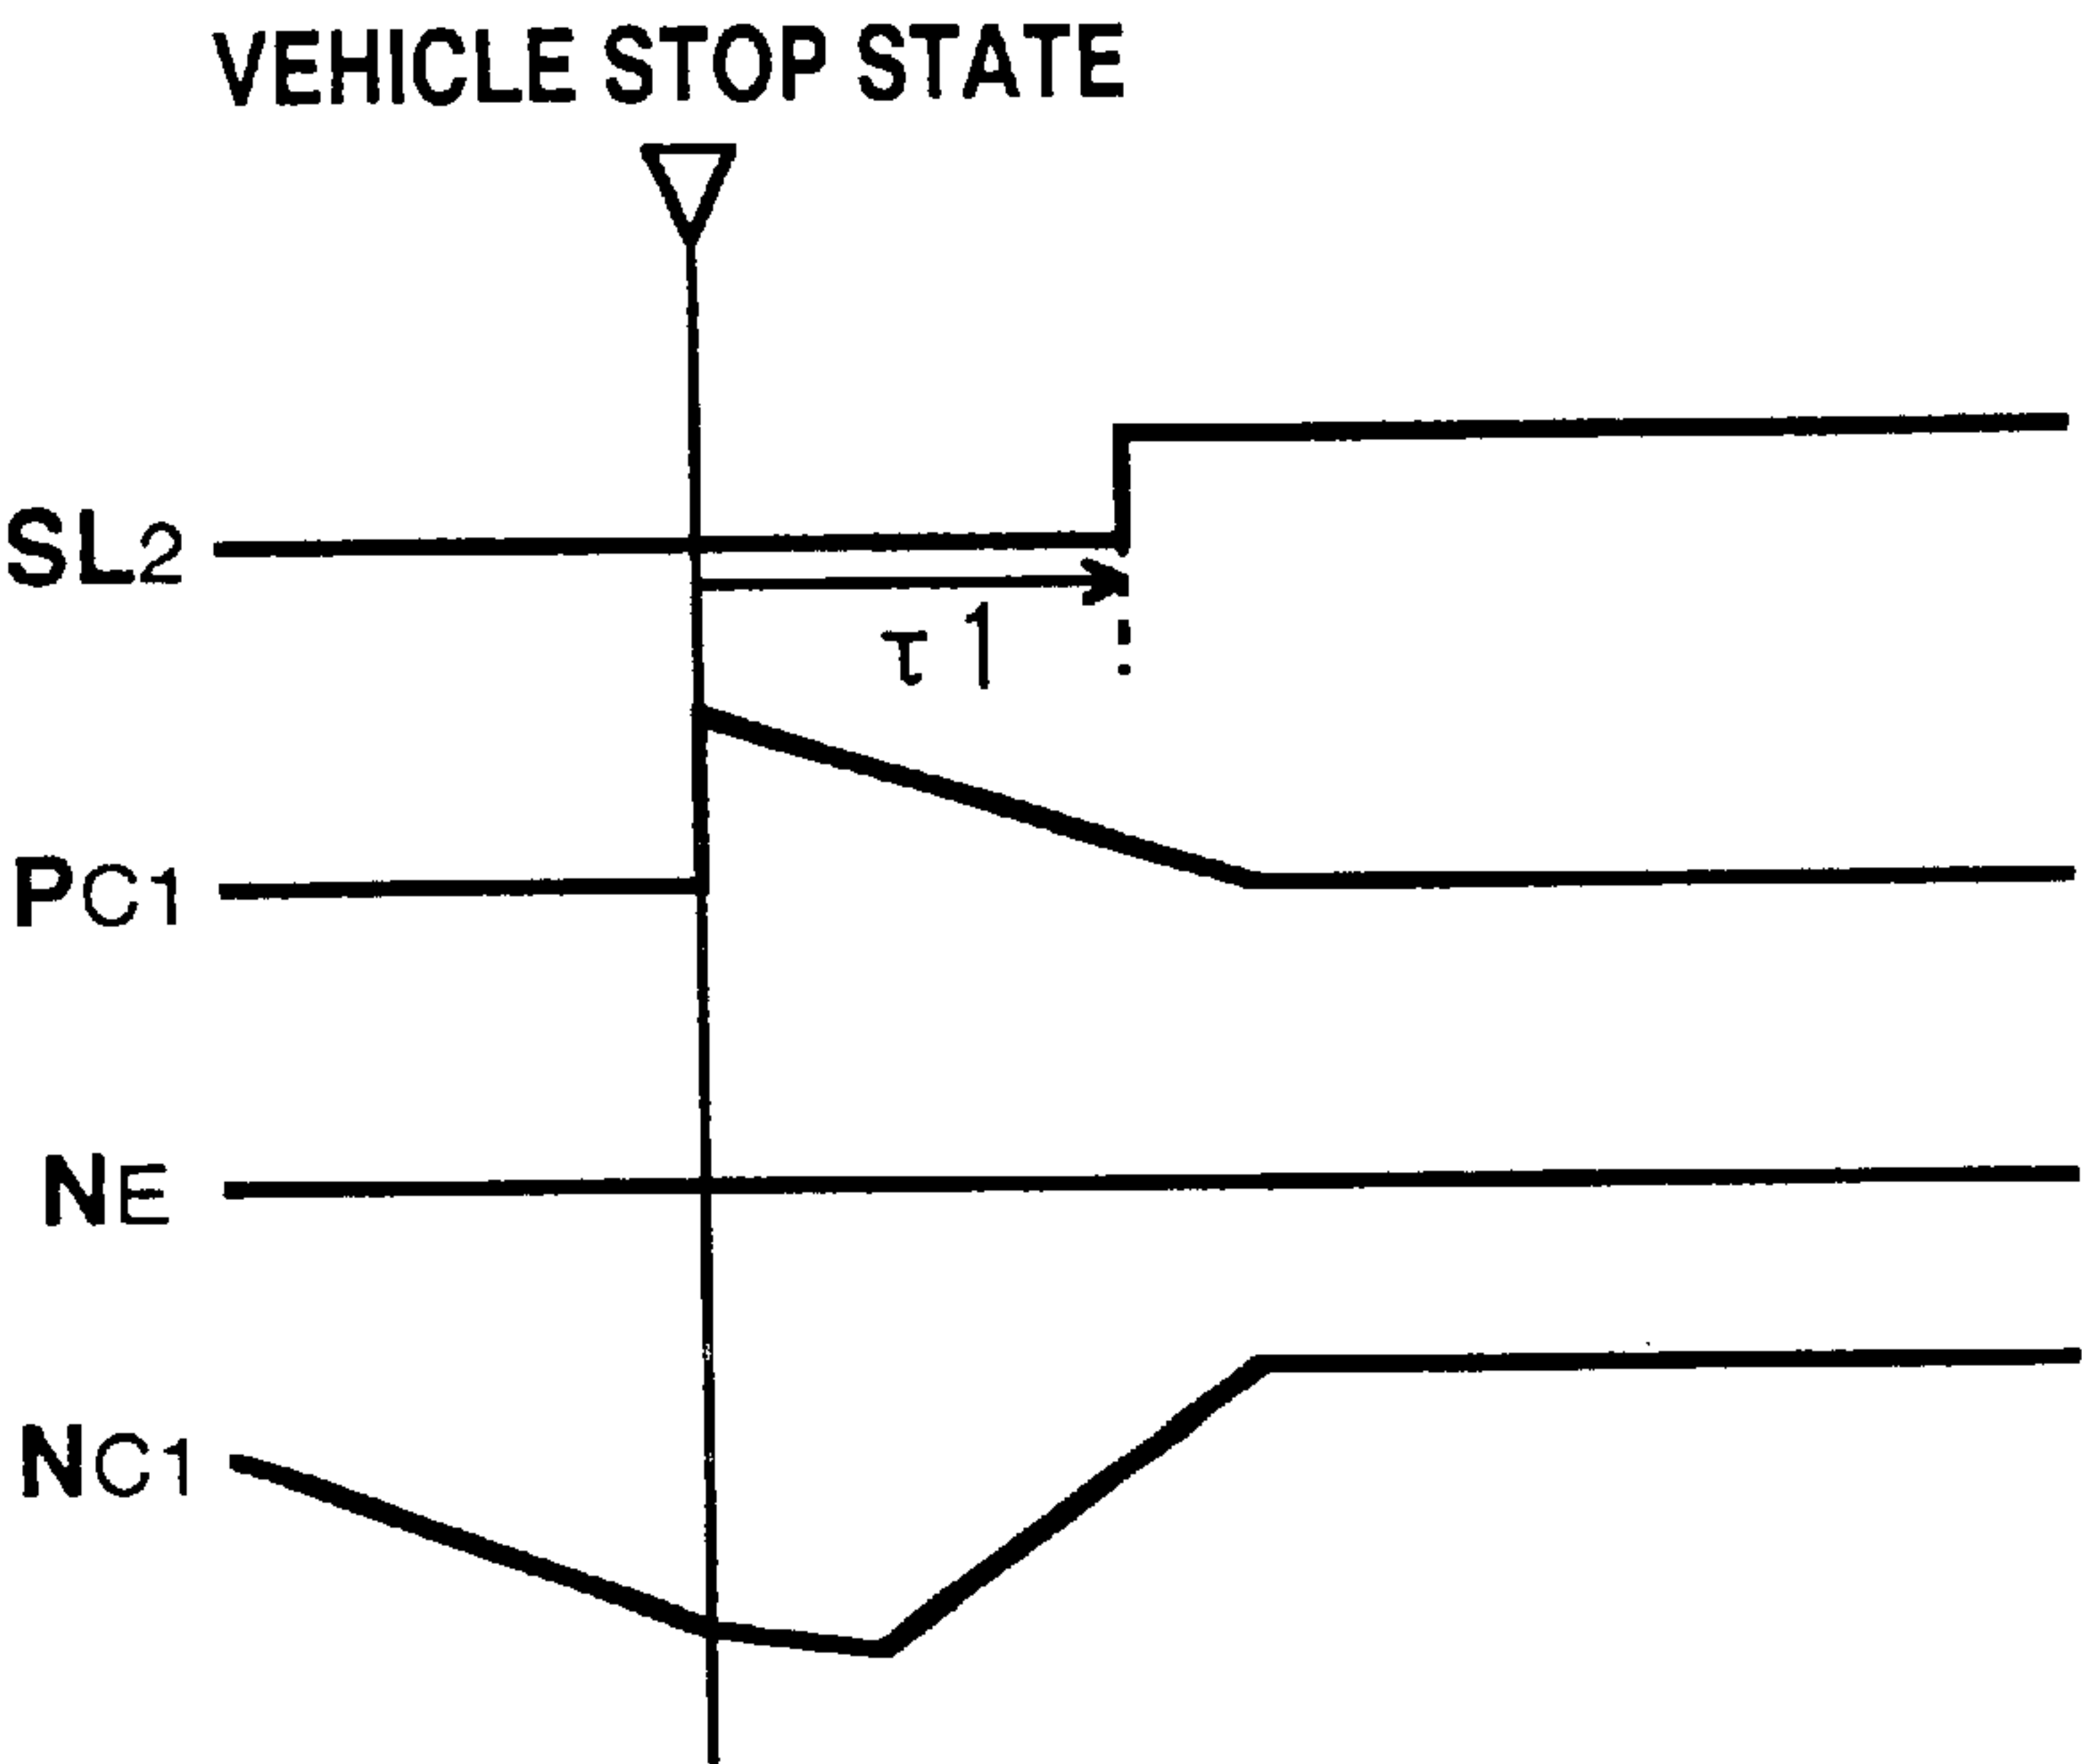 VEHICLE STOP STATE
SL2
τ1
PC1
NE
NC1